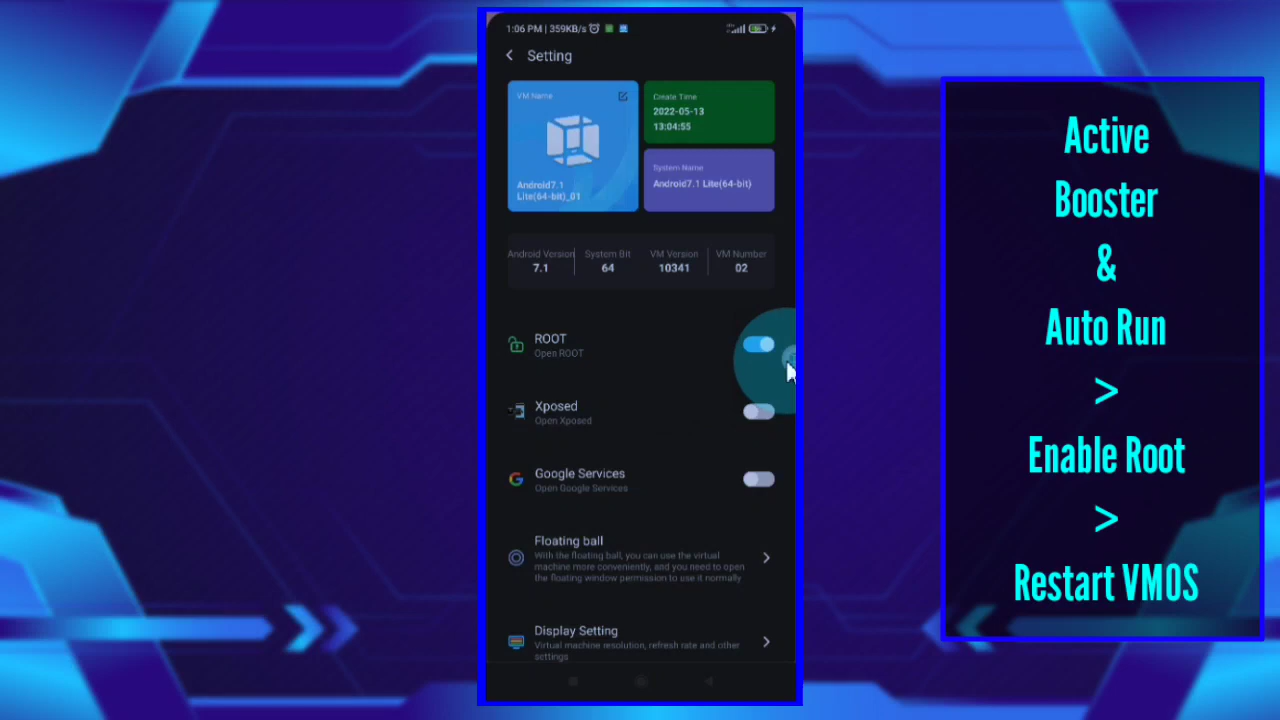 1:06 PM | 359KB/s
Setting
VM Name
Android7.1
Lite(64-bit)_01
Create Time
2022-05-13
13:04:55
System Name
Android7.1 Lite(64-bit)
Android Version
7.1
System Bit
64
VM Version
10341
VM Number
02
ROOT
Open ROOT
Xposed
Open Xposed
Google Services
Open Google Services
Floating ball
With the floating ball, you can use the virtual
machine more conveniently, and you need to open
the floating window permission to use it normally
Display Setting
Virtual machine resolution, refresh rate and other
settings
Active
Booster
&
Auto Run
>
Enable Root
>
Restart VMOS